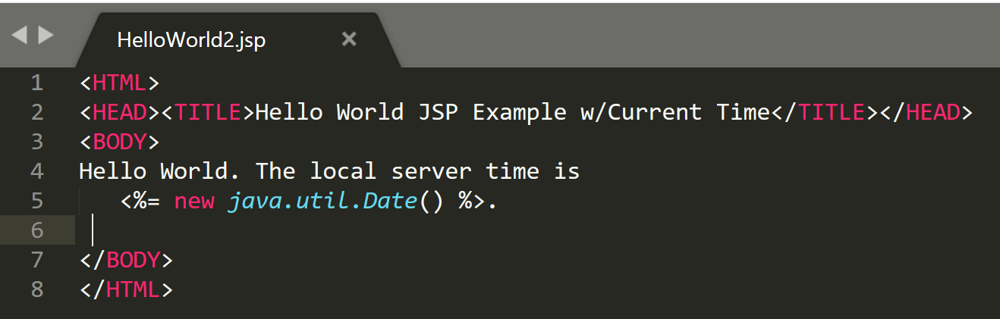 HelloWorld2.jsp
1 <HTML>
2 <HEAD><TITLE>Hello World JSP Example w/Current Time</TITLE></HEAD>
3 <BODY>
4 Hello World. The local server time is
5    <%= new java.util.Date() %>.
6
7 </BODY>
8 </HTML>